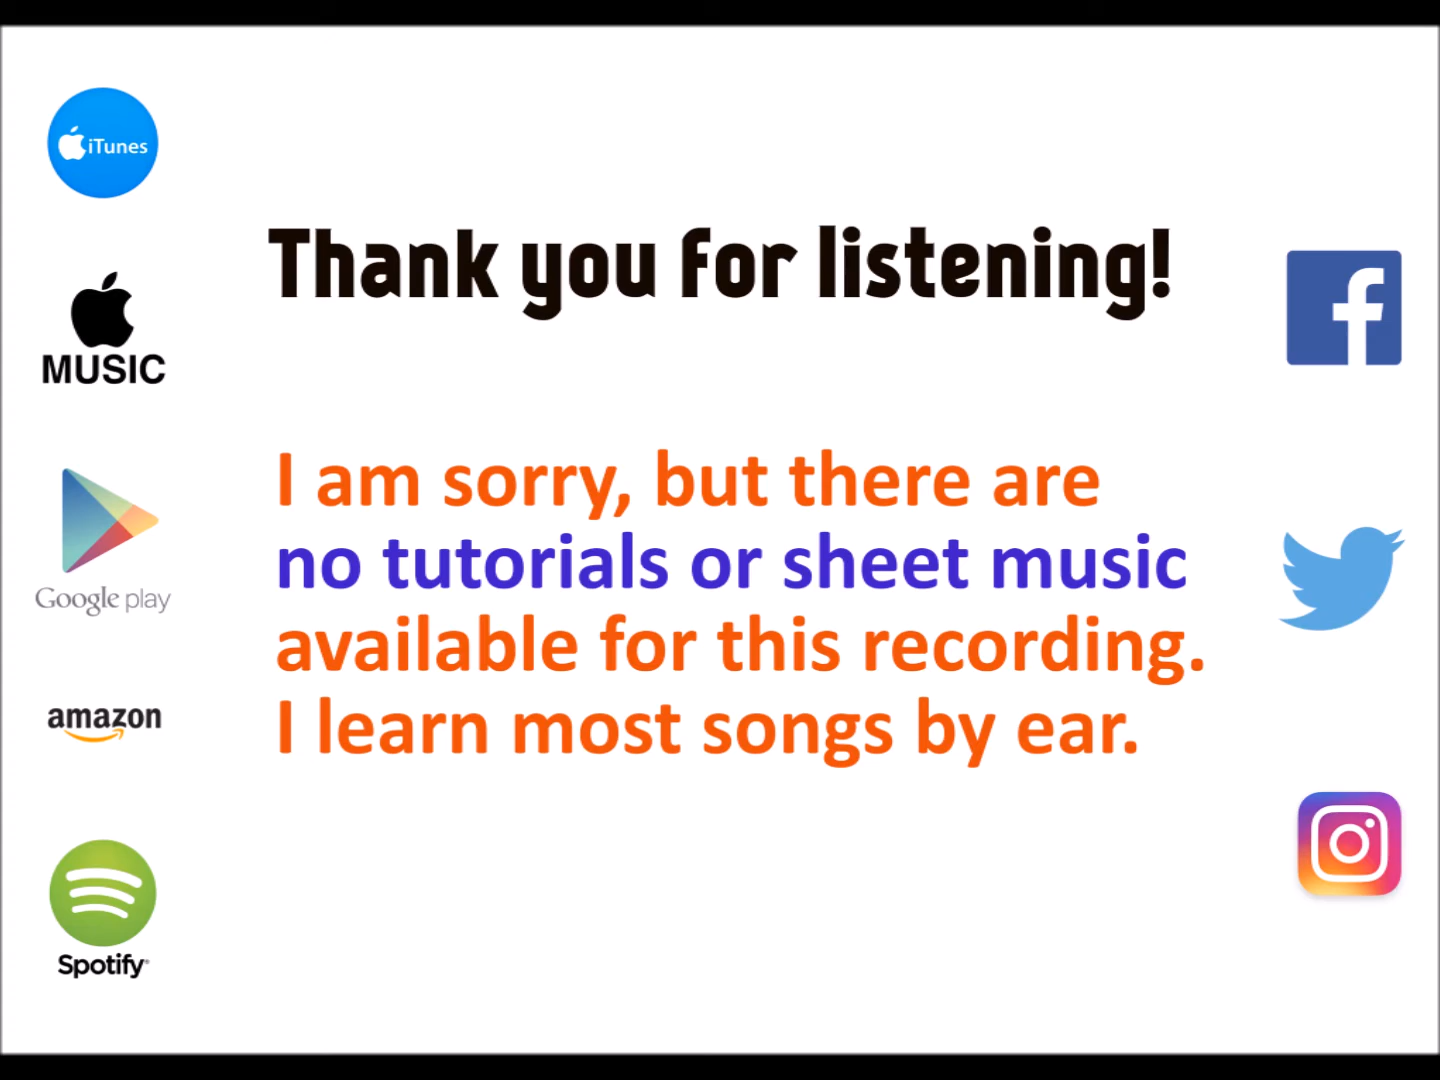 iTunes
Thank you for listening!
MUSIC
I am sorry, but there are
no tutorials or sheet music
Google play
available for this recording.
amazon
I learn most songs by ear.
Spotify